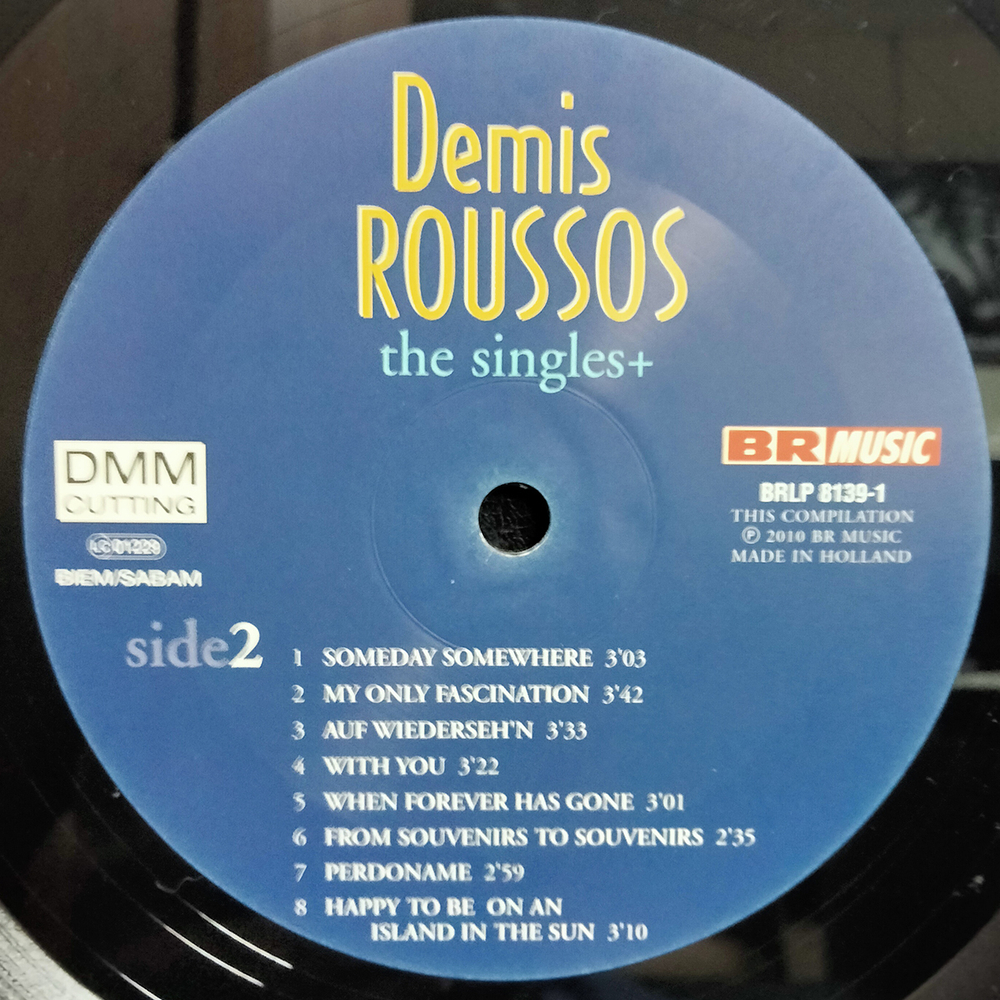 Demis
ROUSSOS
the singles+
DMM
CUTTING
LC 01229
BIEM/SABAM
BR MUSIC
BRLP 8139-1
THIS COMPILATION
℗ 2010 BR MUSIC
MADE IN HOLLAND
side2
1 SOMEDAY SOMEWHERE 3'03
2 MY ONLY FASCINATION 3'42
3 AUF WIEDERSEH'N 3'33
4 WITH YOU 3'22
5 WHEN FOREVER HAS GONE 3'01
6 FROM SOUVENIRS TO SOUVENIRS 2'35
7 PERDONAME 2'59
8 HAPPY TO BE ON AN
ISLAND IN THE SUN 3'10